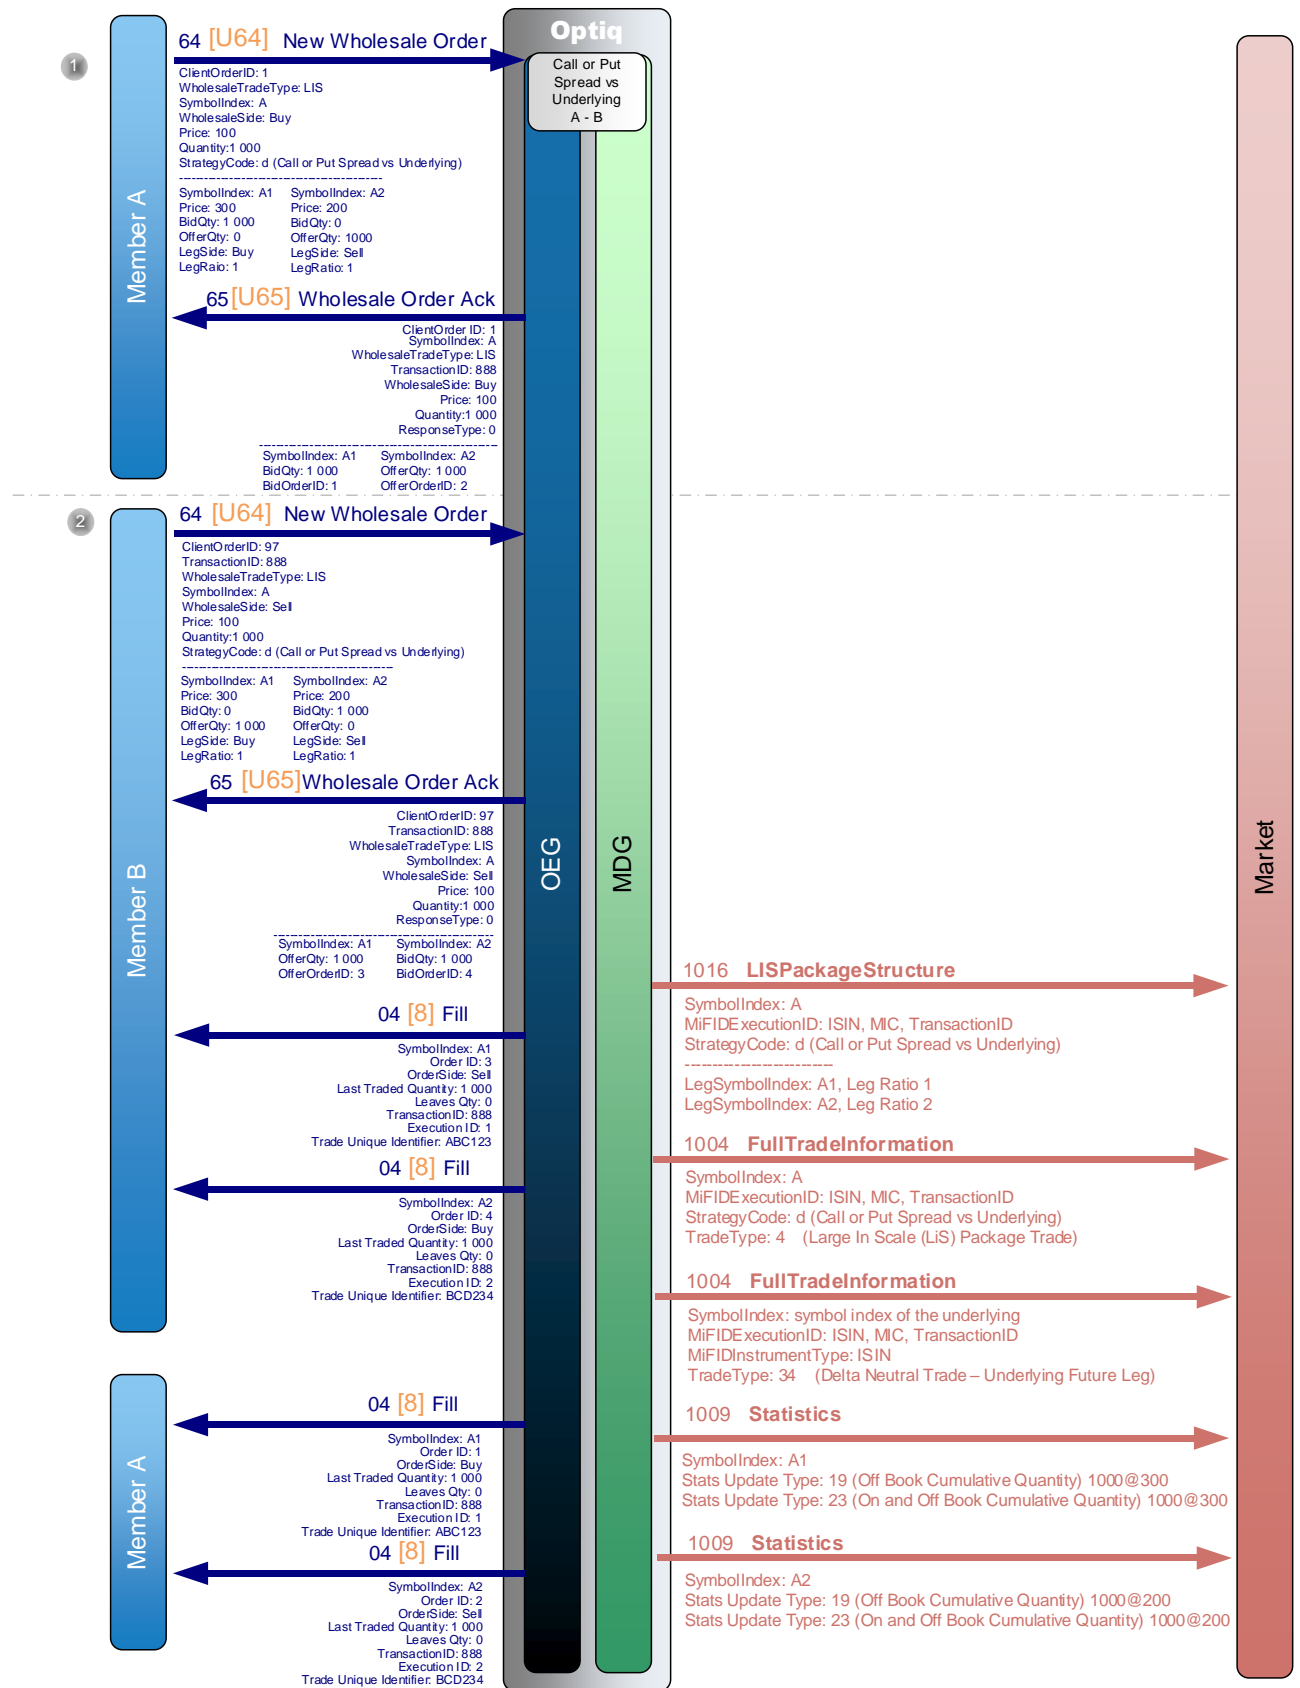 Optiq
Call or Put
Spread vs
Underlying
A - B
1
Member A
64 [U64] New Wholesale Order
ClientOrderID: 1
WholesaleTradeType: LIS
SymbolIndex: A
WholesaleSide: Buy
Price: 100
Quantity:1 000
StrategyCode: d (Call or Put Spread vs Underlying)
------------------------------------------------
SymbolIndex: A1 SymbolIndex: A2
Price: 300 Price: 200
BidQty: 1 000 BidQty: 0
OfferQty: 0 OfferQty: 1000
LegSide: Buy LegSide: Sell
LegRaio: 1 LegRatio: 1
65[U65] Wholesale Order Ack
ClientOrder ID: 1
SymbolIndex: A
WholesaleTradeType: LIS
TransactionID: 888
WholesaleSide: Buy
Price: 100
Quantity:1 000
ResponseType: 0
------------------------------------------------
SymbolIndex: A1 SymbolIndex: A2
BidQty: 1 000 OfferQty: 1 000
BidOrderID: 1 OfferOrderID: 2
2
Member B
64 [U64] New Wholesale Order
ClientOrderID: 97
TransactionID: 888
WholesaleTradeType: LIS
SymbolIndex: A
WholesaleSide: Sell
Price: 100
Quantity:1 000
StrategyCode: d (Call or Put Spread vs Underlying)
------------------------------------------------
SymbolIndex: A1 SymbolIndex: A2
Price: 300 Price: 200
BidQty: 0 BidQty: 1 000
OfferQty: 1 000 OfferQty: 0
LegSide: Buy LegSide: Sell
LegRatio: 1 LegRatio: 1
65 [U65]Wholesale Order Ack
ClientOrderID: 97
TransactionID: 888
WholesaleTradeType: LIS
SymbolIndex: A
WholesaleSide: Sell
Price: 100
Quantity:1 000
ResponseType: 0
------------------------------------------------
SymbolIndex: A1 SymbolIndex: A2
OfferQty: 1 000 BidQty: 1 000
OfferOrderID: 3 BidOrderID: 4
OEG
MDG
Market
04 [8] Fill
SymbolIndex: A1
Order ID: 3
OrderSide: Sell
Last Traded Quantity: 1 000
Leaves Qty: 0
TransactionID: 888
Execution ID: 1
Trade Unique Identifier: ABC123
04 [8] Fill
SymbolIndex: A2
Order ID: 4
OrderSide: Buy
Last Traded Quantity: 1 000
Leaves Qty: 0
TransactionID: 888
Execution ID: 2
Trade Unique Identifier: BCD234
Member A
04 [8] Fill
SymbolIndex: A1
Order ID: 1
OrderSide: Buy
Last Traded Quantity: 1 000
Leaves Qty: 0
TransactionID: 888
Execution ID: 1
Trade Unique Identifier: ABC123
04 [8] Fill
SymbolIndex: A2
Order ID: 2
OrderSide: Sell
Last Traded Quantity: 1 000
Leaves Qty: 0
TransactionID: 888
Execution ID: 2
Trade Unique Identifier: BCD234
1016 LISPackageStructure
SymbolIndex: A
MiFIDExecutionID: ISIN, MIC, TransactionID
StrategyCode: d (Call or Put Spread vs Underlying)
---------------------------
LegSymbolIndex: A1, Leg Ratio 1
LegSymbolIndex: A2, Leg Ratio 2
1004 FullTradeInformation
SymbolIndex: A
MiFIDExecutionID: ISIN, MIC, TransactionID
StrategyCode: d (Call or Put Spread vs Underlying)
TradeType: 4 (Large In Scale (LiS) Package Trade)
1004 FullTradeInformation
SymbolIndex: symbol index of the underlying
MiFIDExecutionID: ISIN, MIC, TransactionID
MiFIDInstrumentType: ISIN
TradeType: 34 (Delta Neutral Trade – Underlying Future Leg)
1009 Statistics
SymbolIndex: A1
Stats Update Type: 19 (Off Book Cumulative Quantity) 1000@300
Stats Update Type: 23 (On and Off Book Cumulative Quantity) 1000@300
1009 Statistics
SymbolIndex: A2
Stats Update Type: 19 (Off Book Cumulative Quantity) 1000@200
Stats Update Type: 23 (On and Off Book Cumulative Quantity) 1000@200